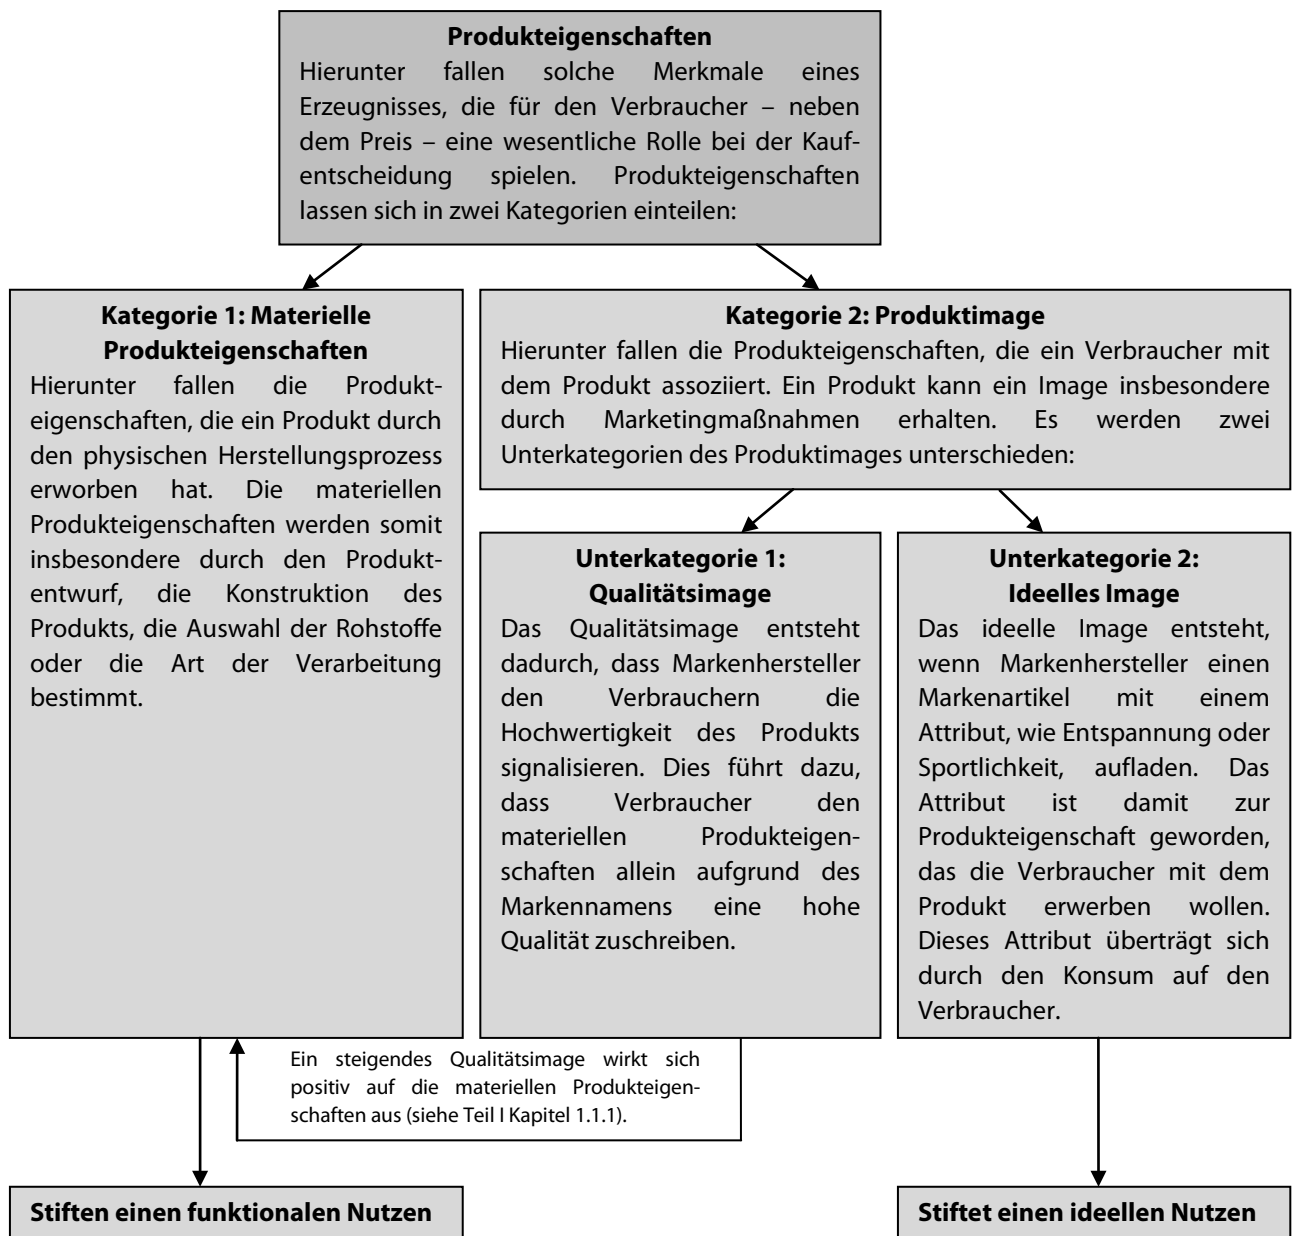 Produkteigenschaften
Hierunter fallen solche Merkmale eines
Erzeugnisses, die für den Verbraucher – neben
dem Preis – eine wesentliche Rolle bei der Kauf-
entscheidung spielen. Produkteigenschaften
lassen sich in zwei Kategorien einteilen:
Kategorie 1: Materielle
Produkteigenschaften
Hierunter fallen die Produkt-
eigenschaften, die ein Produkt durch
den physischen Herstellungsprozess
erworben hat. Die materiellen
Produkteigenschaften werden somit
insbesondere durch den Produkt-
entwurf, die Konstruktion des
Produkts, die Auswahl der Rohstoffe
oder die Art der Verarbeitung
bestimmt.
Kategorie 2: Produktimage
Hierunter fallen die Produkteigenschaften, die ein Verbraucher mit
dem Produkt assoziiert. Ein Produkt kann ein Image insbesondere
durch Marketingmaßnahmen erhalten. Es werden zwei
Unterkategorien des Produktimages unterschieden:
Unterkategorie 1:
Qualitätsimage
Das Qualitätsimage entsteht
dadurch, dass Markenhersteller
den Verbrauchern die
Hochwertigkeit des Produkts
signalisieren. Dies führt dazu,
dass Verbraucher den
materiellen Produkteigen-
schaften allein aufgrund des
Markennamens eine hohe
Qualität zuschreiben.
Unterkategorie 2:
Ideelles Image
Das ideelle Image entsteht,
wenn Markenhersteller einen
Markenartikel mit einem
Attribut, wie Entspannung oder
Sportlichkeit, aufladen. Das
Attribut ist damit zur
Produkteigenschaft geworden,
das die Verbraucher mit dem
Produkt erwerben wollen.
Dieses Attribut überträgt sich
durch den Konsum auf den
Verbraucher.
Ein steigendes Qualitätsimage wirkt sich
positiv auf die materiellen Produkteigen-
schaften aus (siehe Teil I Kapitel 1.1.1).
Stiften einen funktionalen Nutzen
Stiftet einen ideellen Nutzen